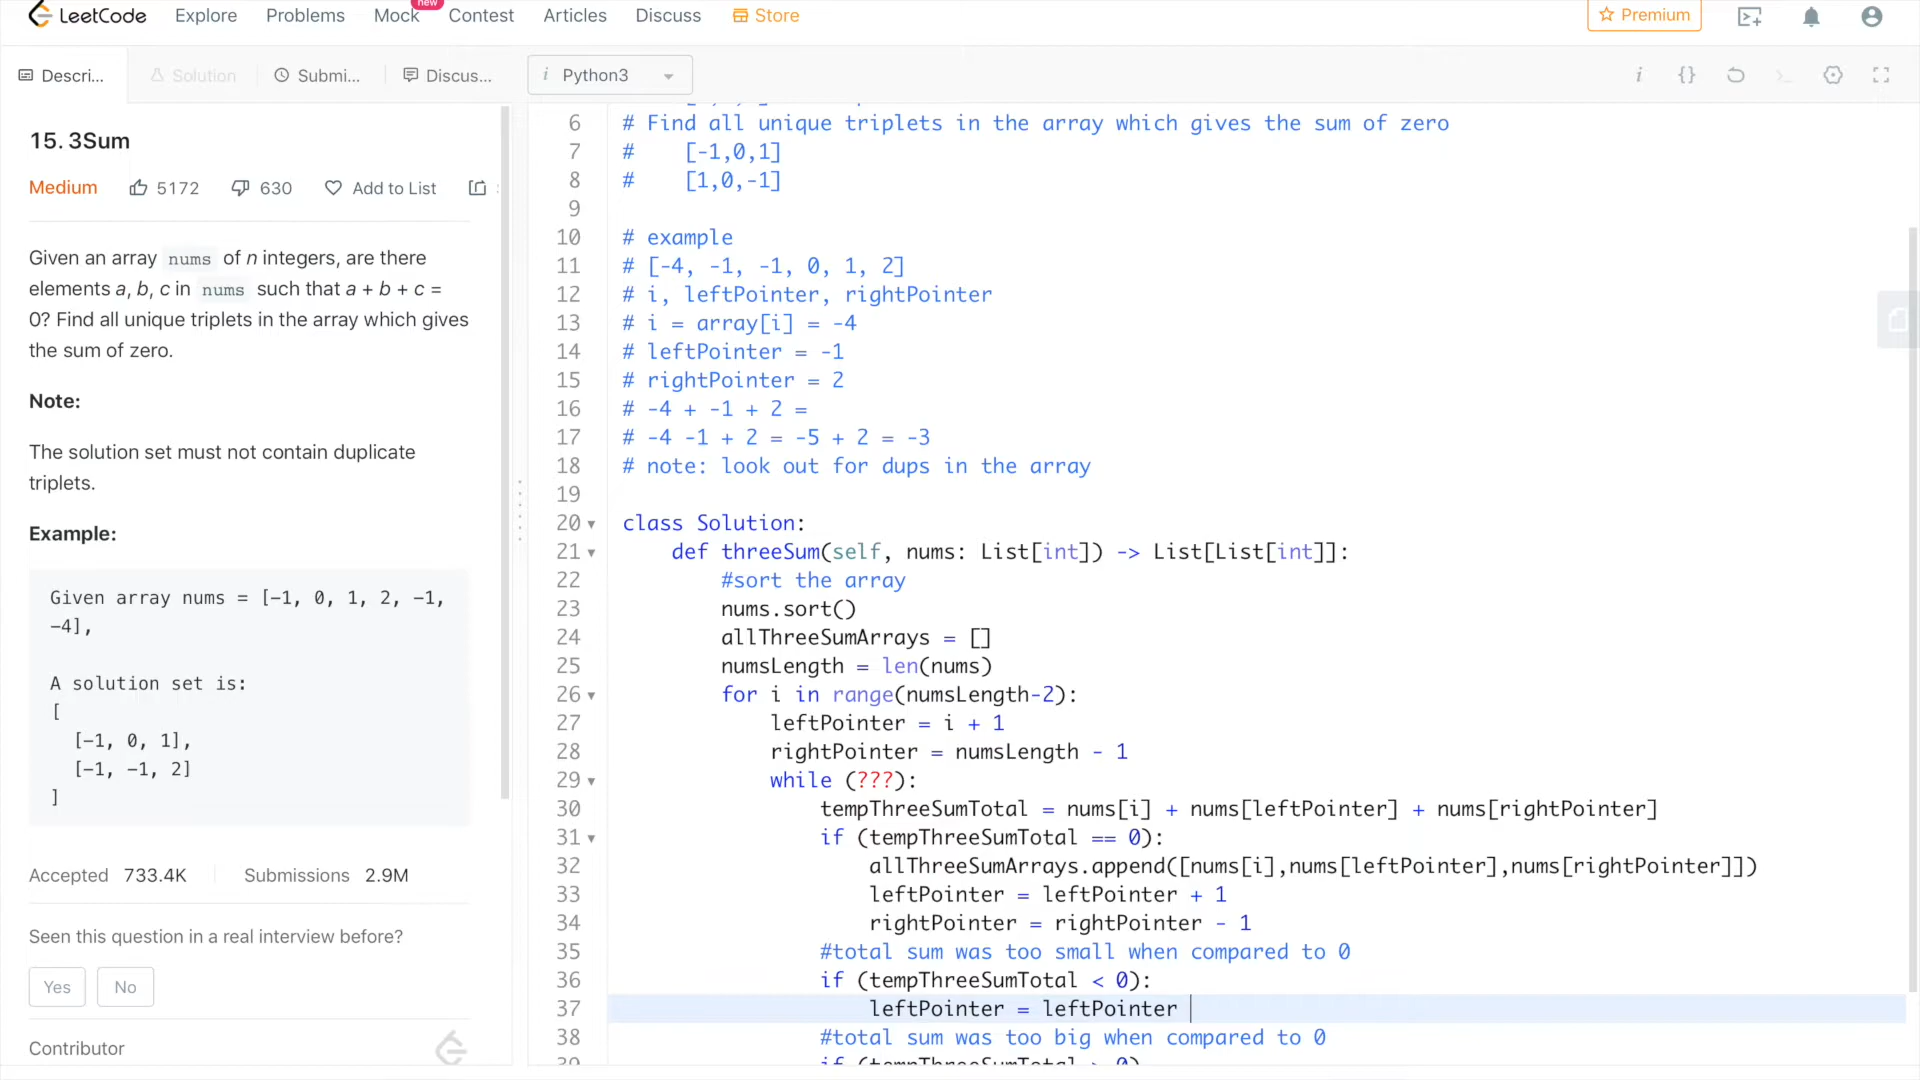 LeetCode
Explore
Problems
Mock
new
Contest
Articles
Discuss
Store
Premium
Descri...
Solution
Submi...
Discus...
i Python3
15. 3Sum
Medium 5172 630 Add to List
Given an array nums of n integers, are there
elements a, b, c in nums such that a + b + c =
0? Find all unique triplets in the array which gives
the sum of zero.
Note:
The solution set must not contain duplicate
triplets.
Example:
Given array nums = [-1, 0, 1, 2, -1,
-4],
A solution set is:
[
[-1, 0, 1],
[-1, -1, 2]
]
Accepted 733.4K Submissions 2.9M
Seen this question in a real interview before?
Yes No
Contributor
6 # Find all unique triplets in the array which gives the sum of zero
7 # [-1,0,1]
8 # [1,0,-1]
9
10 # example
11 # [-4, -1, -1, 0, 1, 2]
12 # i, leftPointer, rightPointer
13 # i = array[i] = -4
14 # leftPointer = -1
15 # rightPointer = 2
16 # -4 + -1 + 2 =
17 # -4 -1 + 2 = -5 + 2 = -3
18 # note: look out for dups in the array
19
20 class Solution:
21 def threeSum(self, nums: List[int]) -> List[List[int]]:
22 #sort the array
23 nums.sort()
24 allThreeSumArrays = []
25 numsLength = len(nums)
26 for i in range(numsLength-2):
27 leftPointer = i + 1
28 rightPointer = numsLength - 1
29 while (???):
30 tempThreeSumTotal = nums[i] + nums[leftPointer] + nums[rightPointer]
31 if (tempThreeSumTotal == 0):
32 allThreeSumArrays.append([nums[i],nums[leftPointer],nums[rightPointer]])
33 leftPointer = leftPointer + 1
34 rightPointer = rightPointer - 1
35 #total sum was too small when compared to 0
36 if (tempThreeSumTotal < 0):
37 leftPointer = leftPointer
38 #total sum was too big when compared to 0
39 if (tempThreeSumTotal > 0)